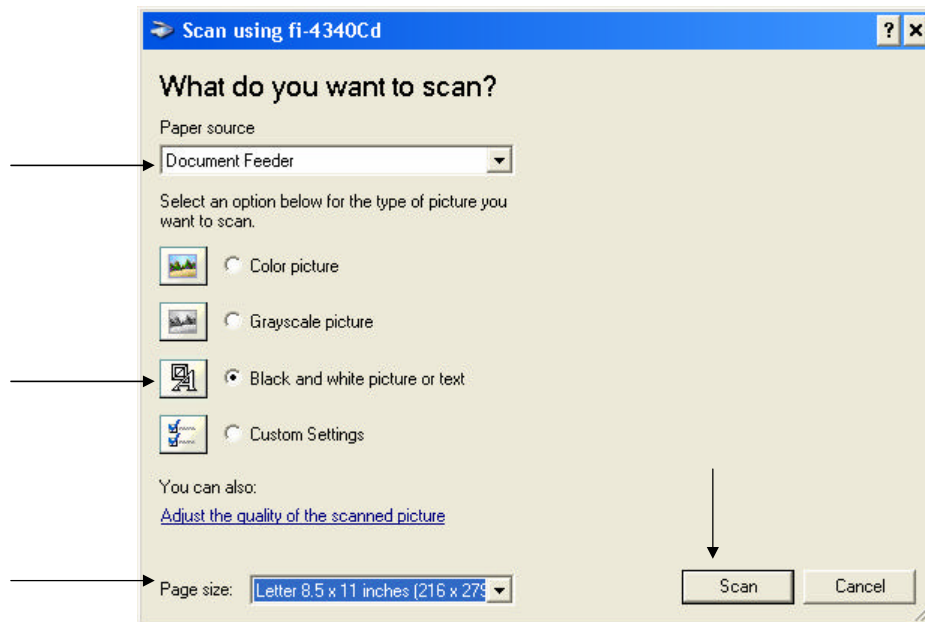 Scan using fi-4340Cd
What do you want to scan?
Paper source
Document Feeder
Select an option below for the type of picture you
want to scan.
Color picture
Grayscale picture
Black and white picture or text
Custom Settings
You can also:
Adjust the quality of the scanned picture
Page size: Letter 8.5 x 11 inches (216 x 279 Scan Cancel